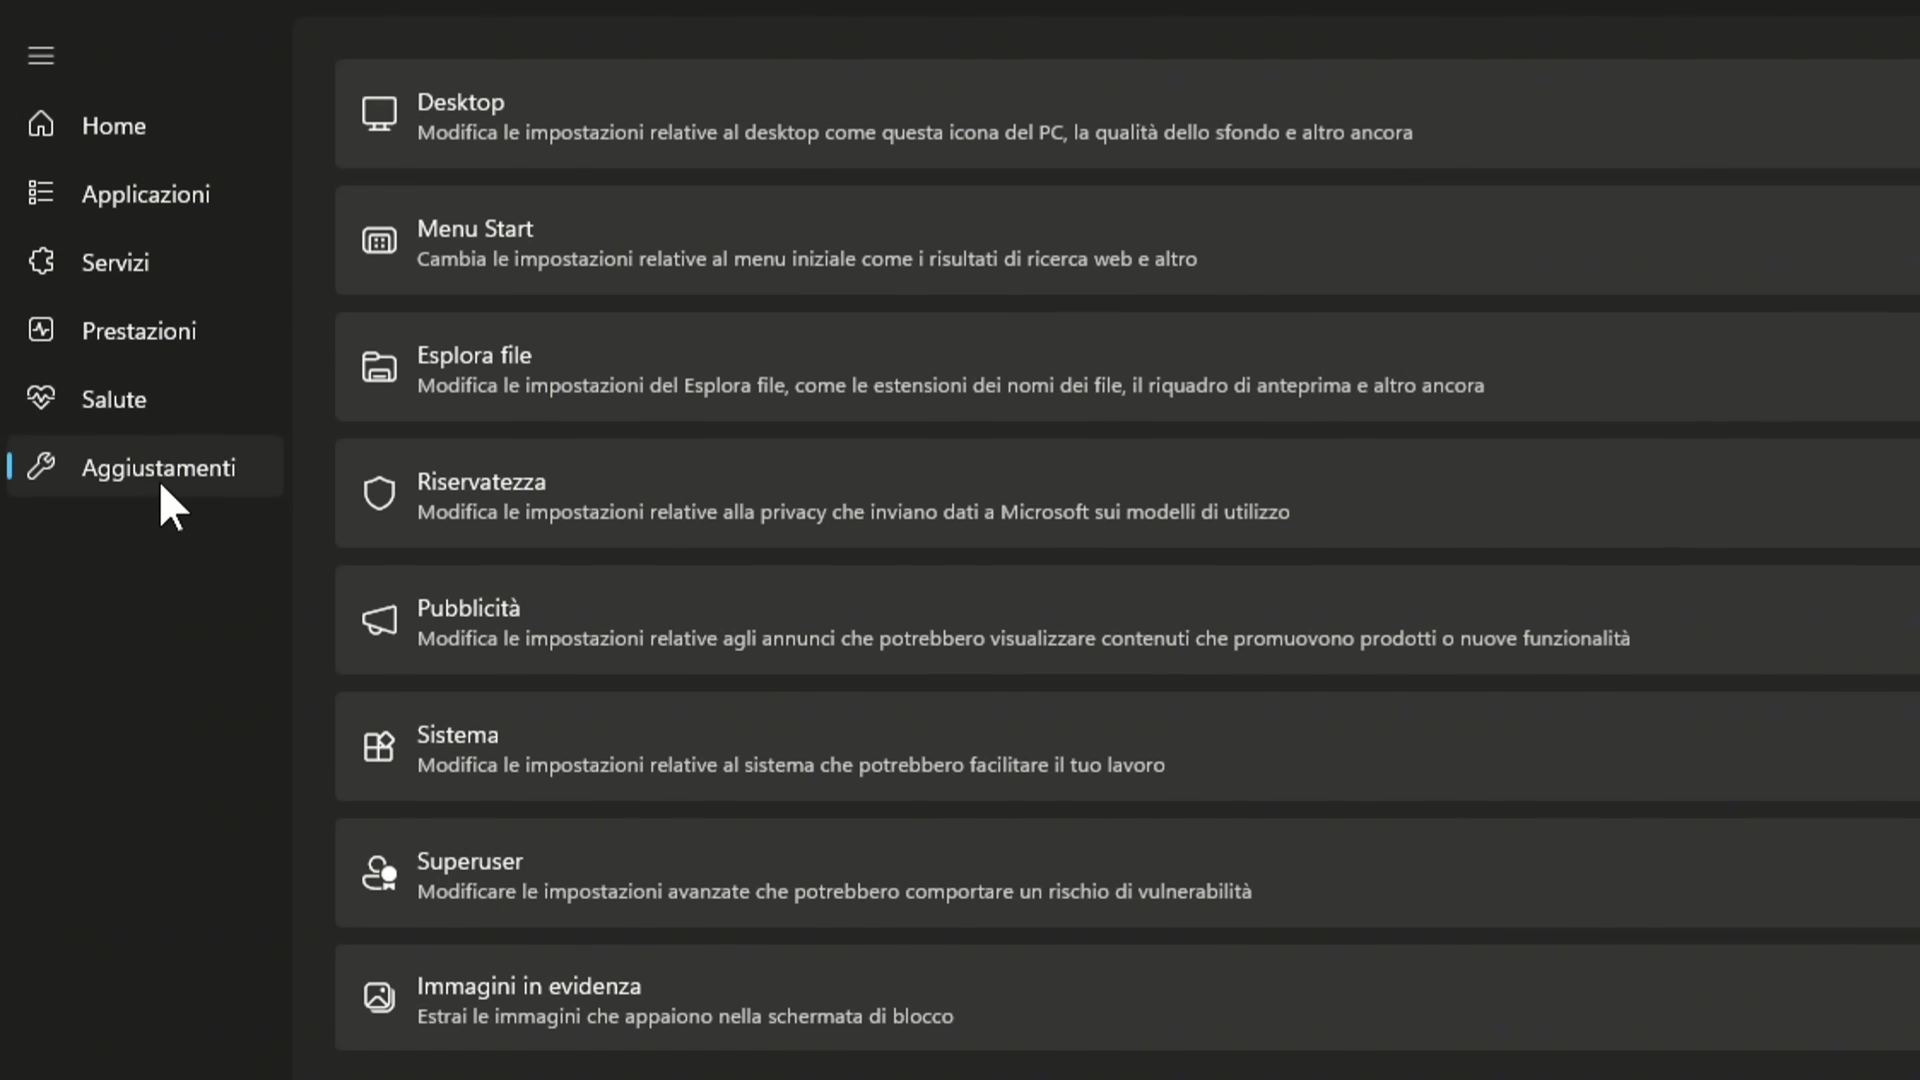 Home
Applicazioni
Servizi
Prestazioni
Salute
Aggiustamenti
Desktop
Modifica le impostazioni relative al desktop come questa icona del PC, la qualità dello sfondo e altro ancora
Menu Start
Cambia le impostazioni relative al menu iniziale come i risultati di ricerca web e altro
Esplora file
Modifica le impostazioni del Esplora file, come le estensioni dei nomi dei file, il riquadro di anteprima e altro ancora
Riservatezza
Modifica le impostazioni relative alla privacy che inviano dati a Microsoft sui modelli di utilizzo
Pubblicità
Modifica le impostazioni relative agli annunci che potrebbero visualizzare contenuti che promuovono prodotti o nuove funzionalità
Sistema
Modifica le impostazioni relative al sistema che potrebbero facilitare il tuo lavoro
Superuser
Modificare le impostazioni avanzate che potrebbero comportare un rischio di vulnerabilità
Immagini in evidenza
Estrai le immagini che appaiono nella schermata di blocco